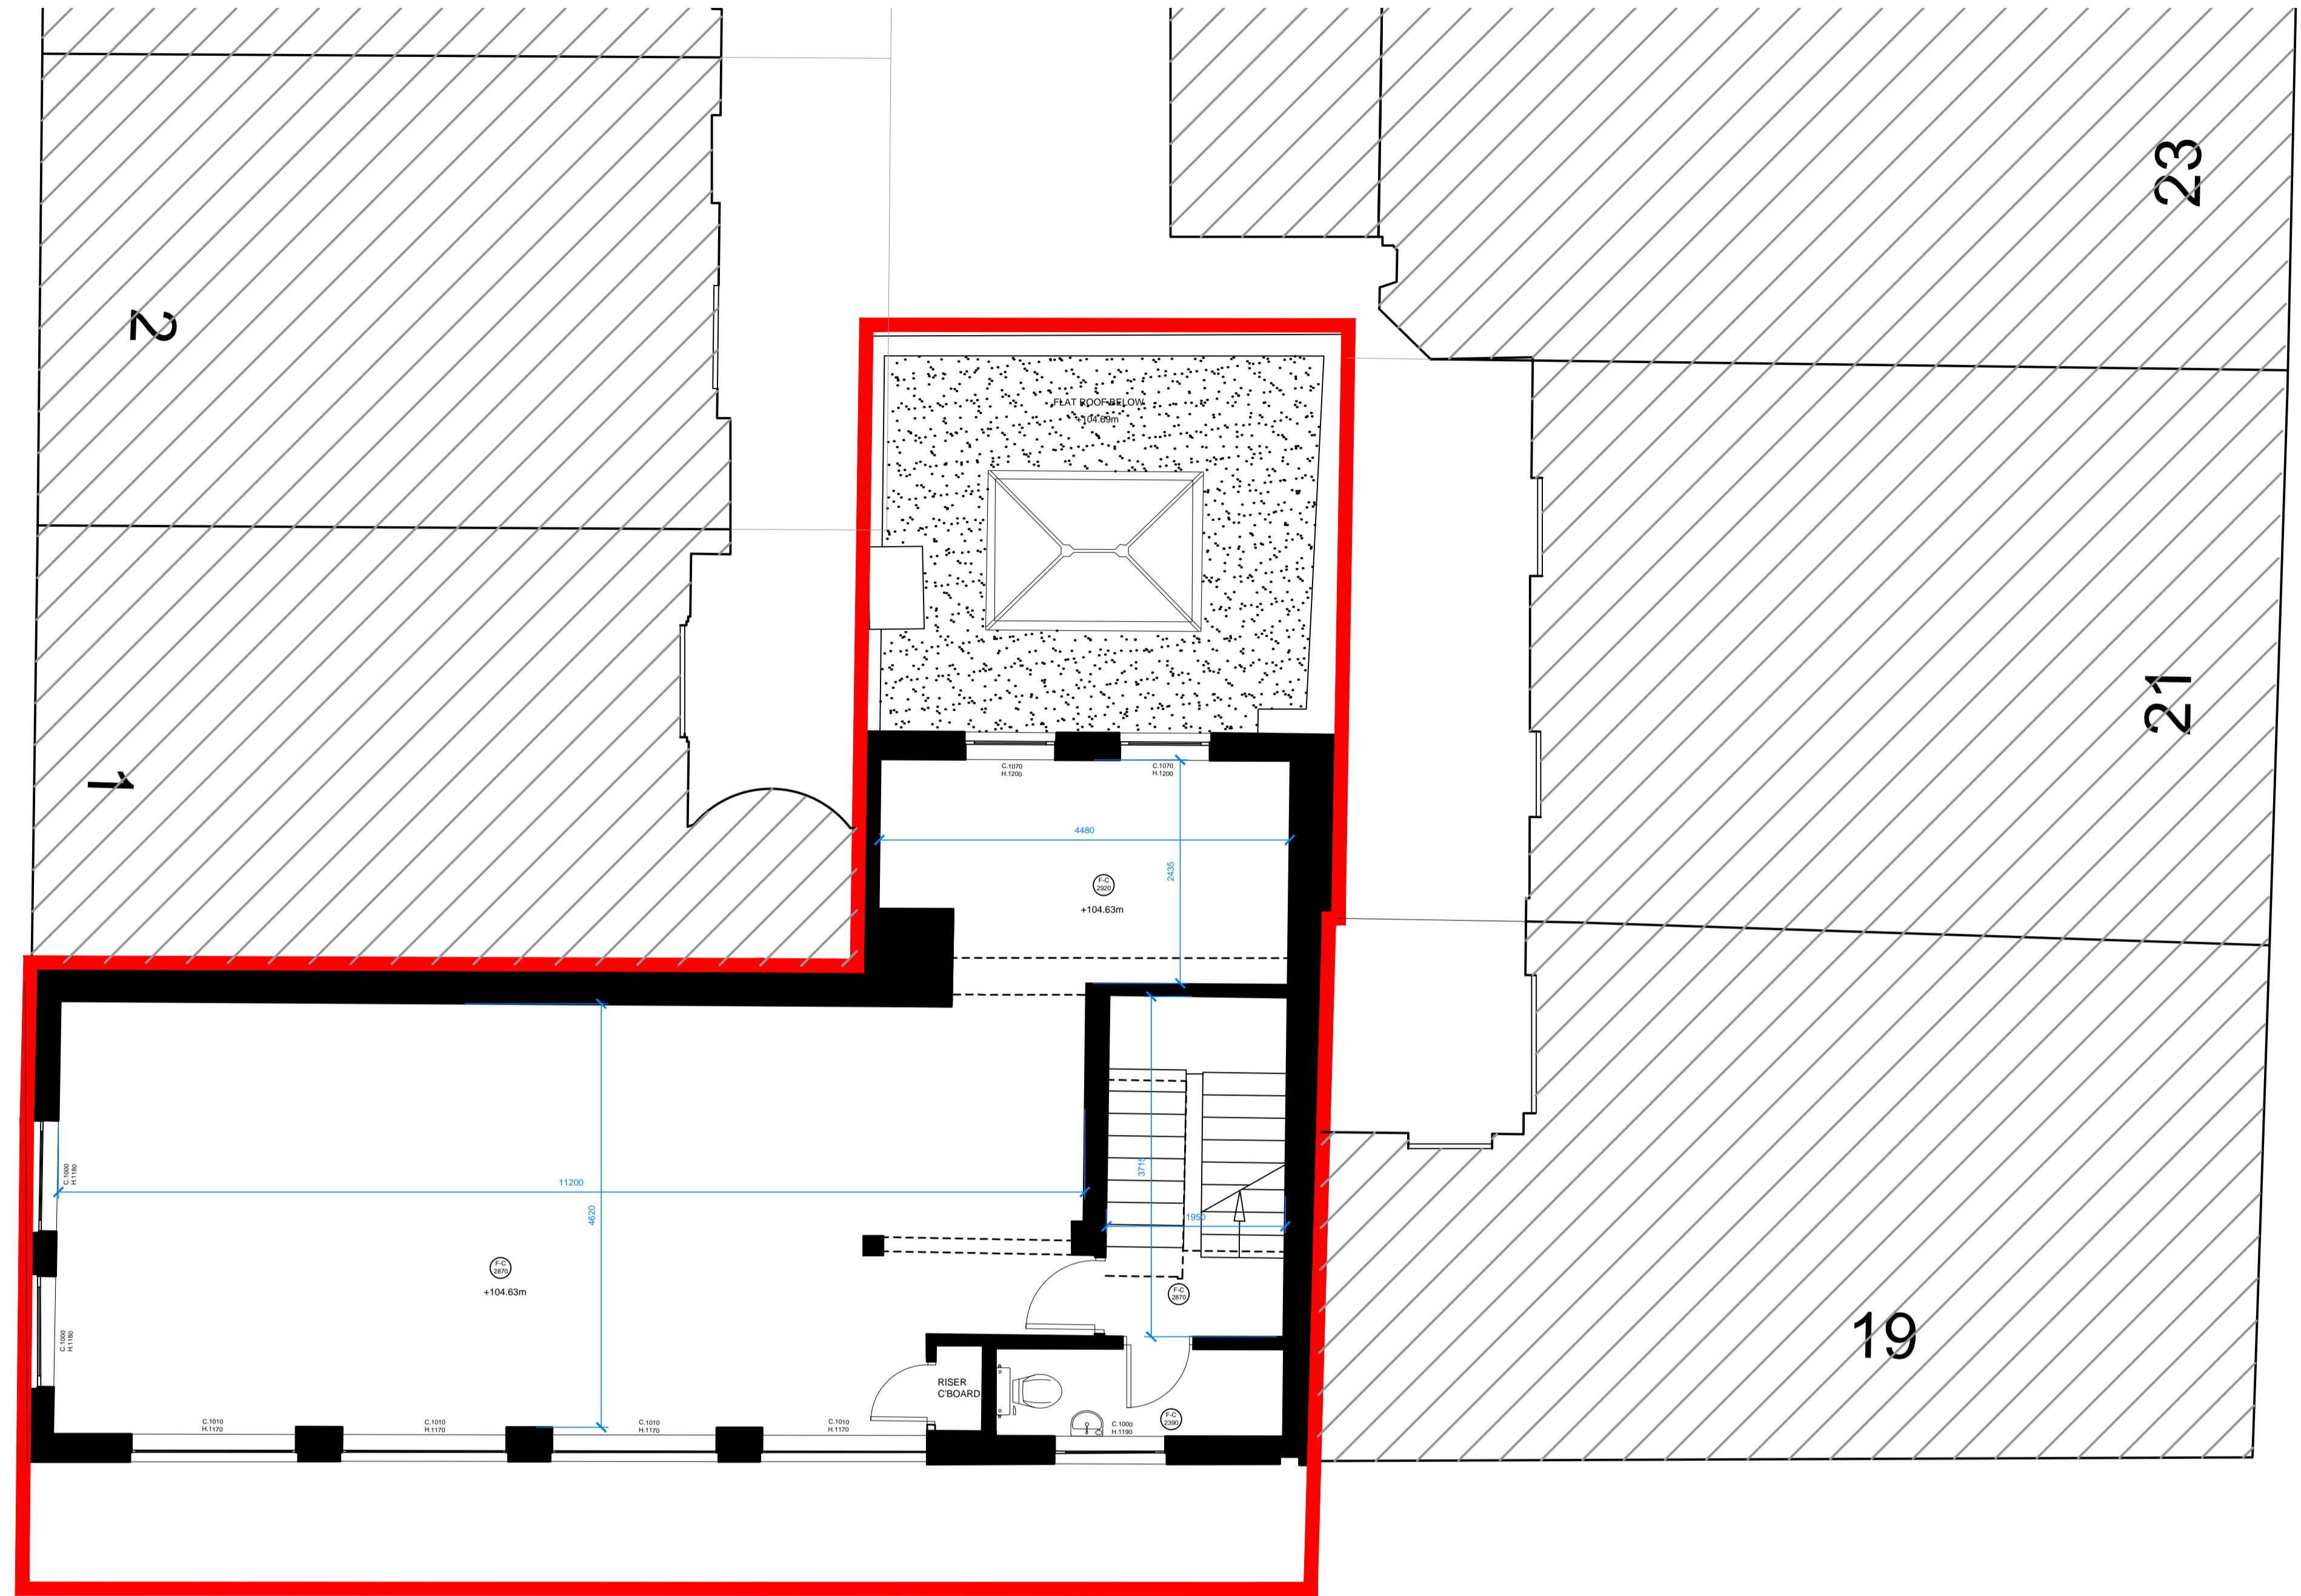 23
2
FLAT ROOF BELOW
+104.69m
21
1
C.1070
H.1200
C.1070
H.1200
4480
2435
F-C
2920
+104.63m
C.1000
H.1180
11200
4620
3715
1950
F-C
2870
+104.63m
F-C
2870
C.1000
H.1180
19
RISER
C'BOARD
C.1010
H.1170
C.1010
H.1170
C.1010
H.1170
C.1010
H.1170
C.1000
H.1190
F-C
2390